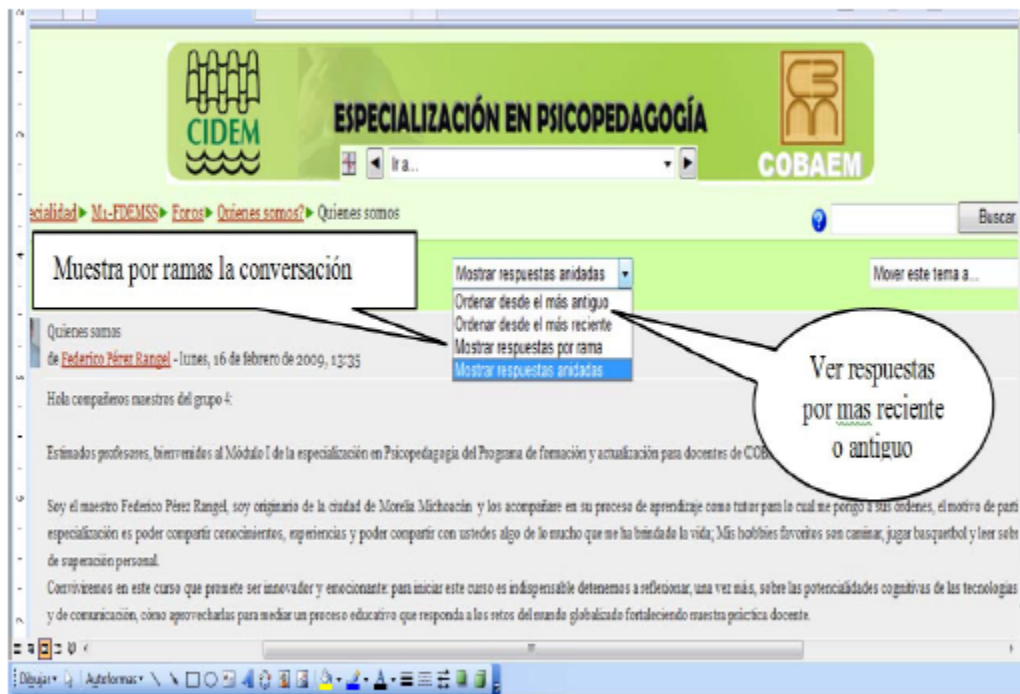 CIDEM
ESPECIALIZACIÓN EN PSICOPEDAGOGÍA
COBAEM
Ir a...
ecialidad ▶ M1-FDEMSS ▶ Foros ▶ Quienes somos? ▶ Quienes somos
Buscar
Muestra por ramas la conversación
Mostrar respuestas anidadas
Mover este tema a...
Ordenar desde el más antiguo
Ordenar desde el más reciente
Mostrar respuestas por rama
Mostrar respuestas anidadas
Ver respuestas
por mas reciente
o antiguo
Quienes somos
de Federico Pérez Rangel - lunes, 16 de febrero de 2009, 13:35
Hola compañeros maestros del grupo 4:
Estimados profesores, bienvenidos al Módulo I de la especialización en Psicopedagogia del Programa de formación y actualización para docentes de COB
Soy el maestro Federico Pérez Rangel, soy originario de la ciudad de Morelia Michoacán y los acompañare en su proceso de aprendizaje como tutor para lo cual me pongo a sus órdenes, el motivo de parti
especialización es poder compartir conocimientos, experiencias y poder compartir con ustedes algo de lo mucho que me ha brindado la vida; Mis hobbies favoritos son caminar, jugar basquetbol y leer sobr
de superación personal.
Conviviremos en este curso que promete ser innovador y emocionante: para iniciar este curso es indispensable detenernos a reflexionar, una vez más, sobre las potencialidades cognitivas de las tecnologías
y de comunicación, cómo aprovecharlas para mediar un proceso educativo que responda a los retos del mundo globalizado fortaleciendo nuestra práctica docente.
Dibujar Autoformas